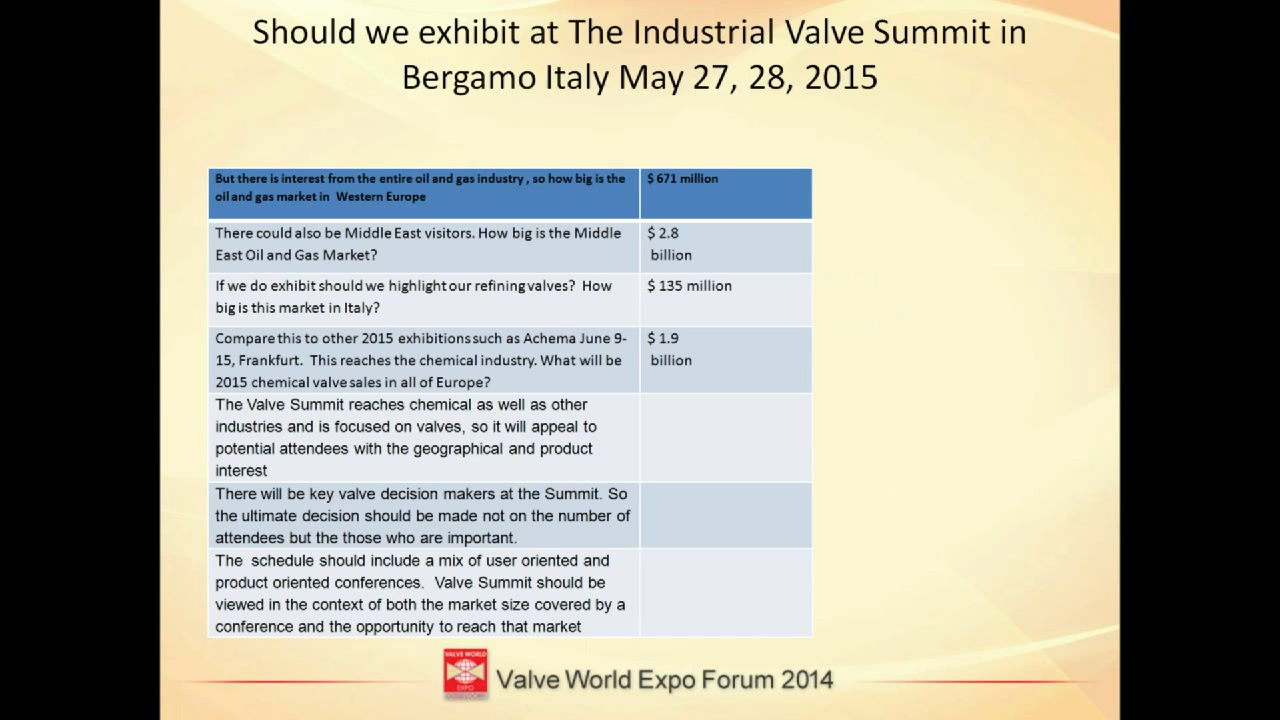 Should we exhibit at The Industrial Valve Summit in
Bergamo Italy May 27, 28, 2015
But there is interest from the entire oil and gas industry , so how big is the
oil and gas market in Western Europe
$ 671 million
There could also be Middle East visitors. How big is the Middle
East Oil and Gas Market?
$ 2.8
billion
If we do exhibit should we highlight our refining valves? How
big is this market in Italy?
$ 135 million
Compare this to other 2015 exhibitions such as Achema June 9-
15, Frankfurt. This reaches the chemical industry. What will be
2015 chemical valve sales in all of Europe?
$ 1.9
billion
The Valve Summit reaches chemical as well as other
industries and is focused on valves, so it will appeal to
potential attendees with the geographical and product
interest
There will be key valve decision makers at the Summit. So
the ultimate decision should be made not on the number of
attendees but the those who are important.
The schedule should include a mix of user oriented and
product oriented conferences. Valve Summit should be
viewed in the context of both the market size covered by a
conference and the opportunity to reach that market
VALVE WORLD
EXPO
Valve World Expo Forum 2014